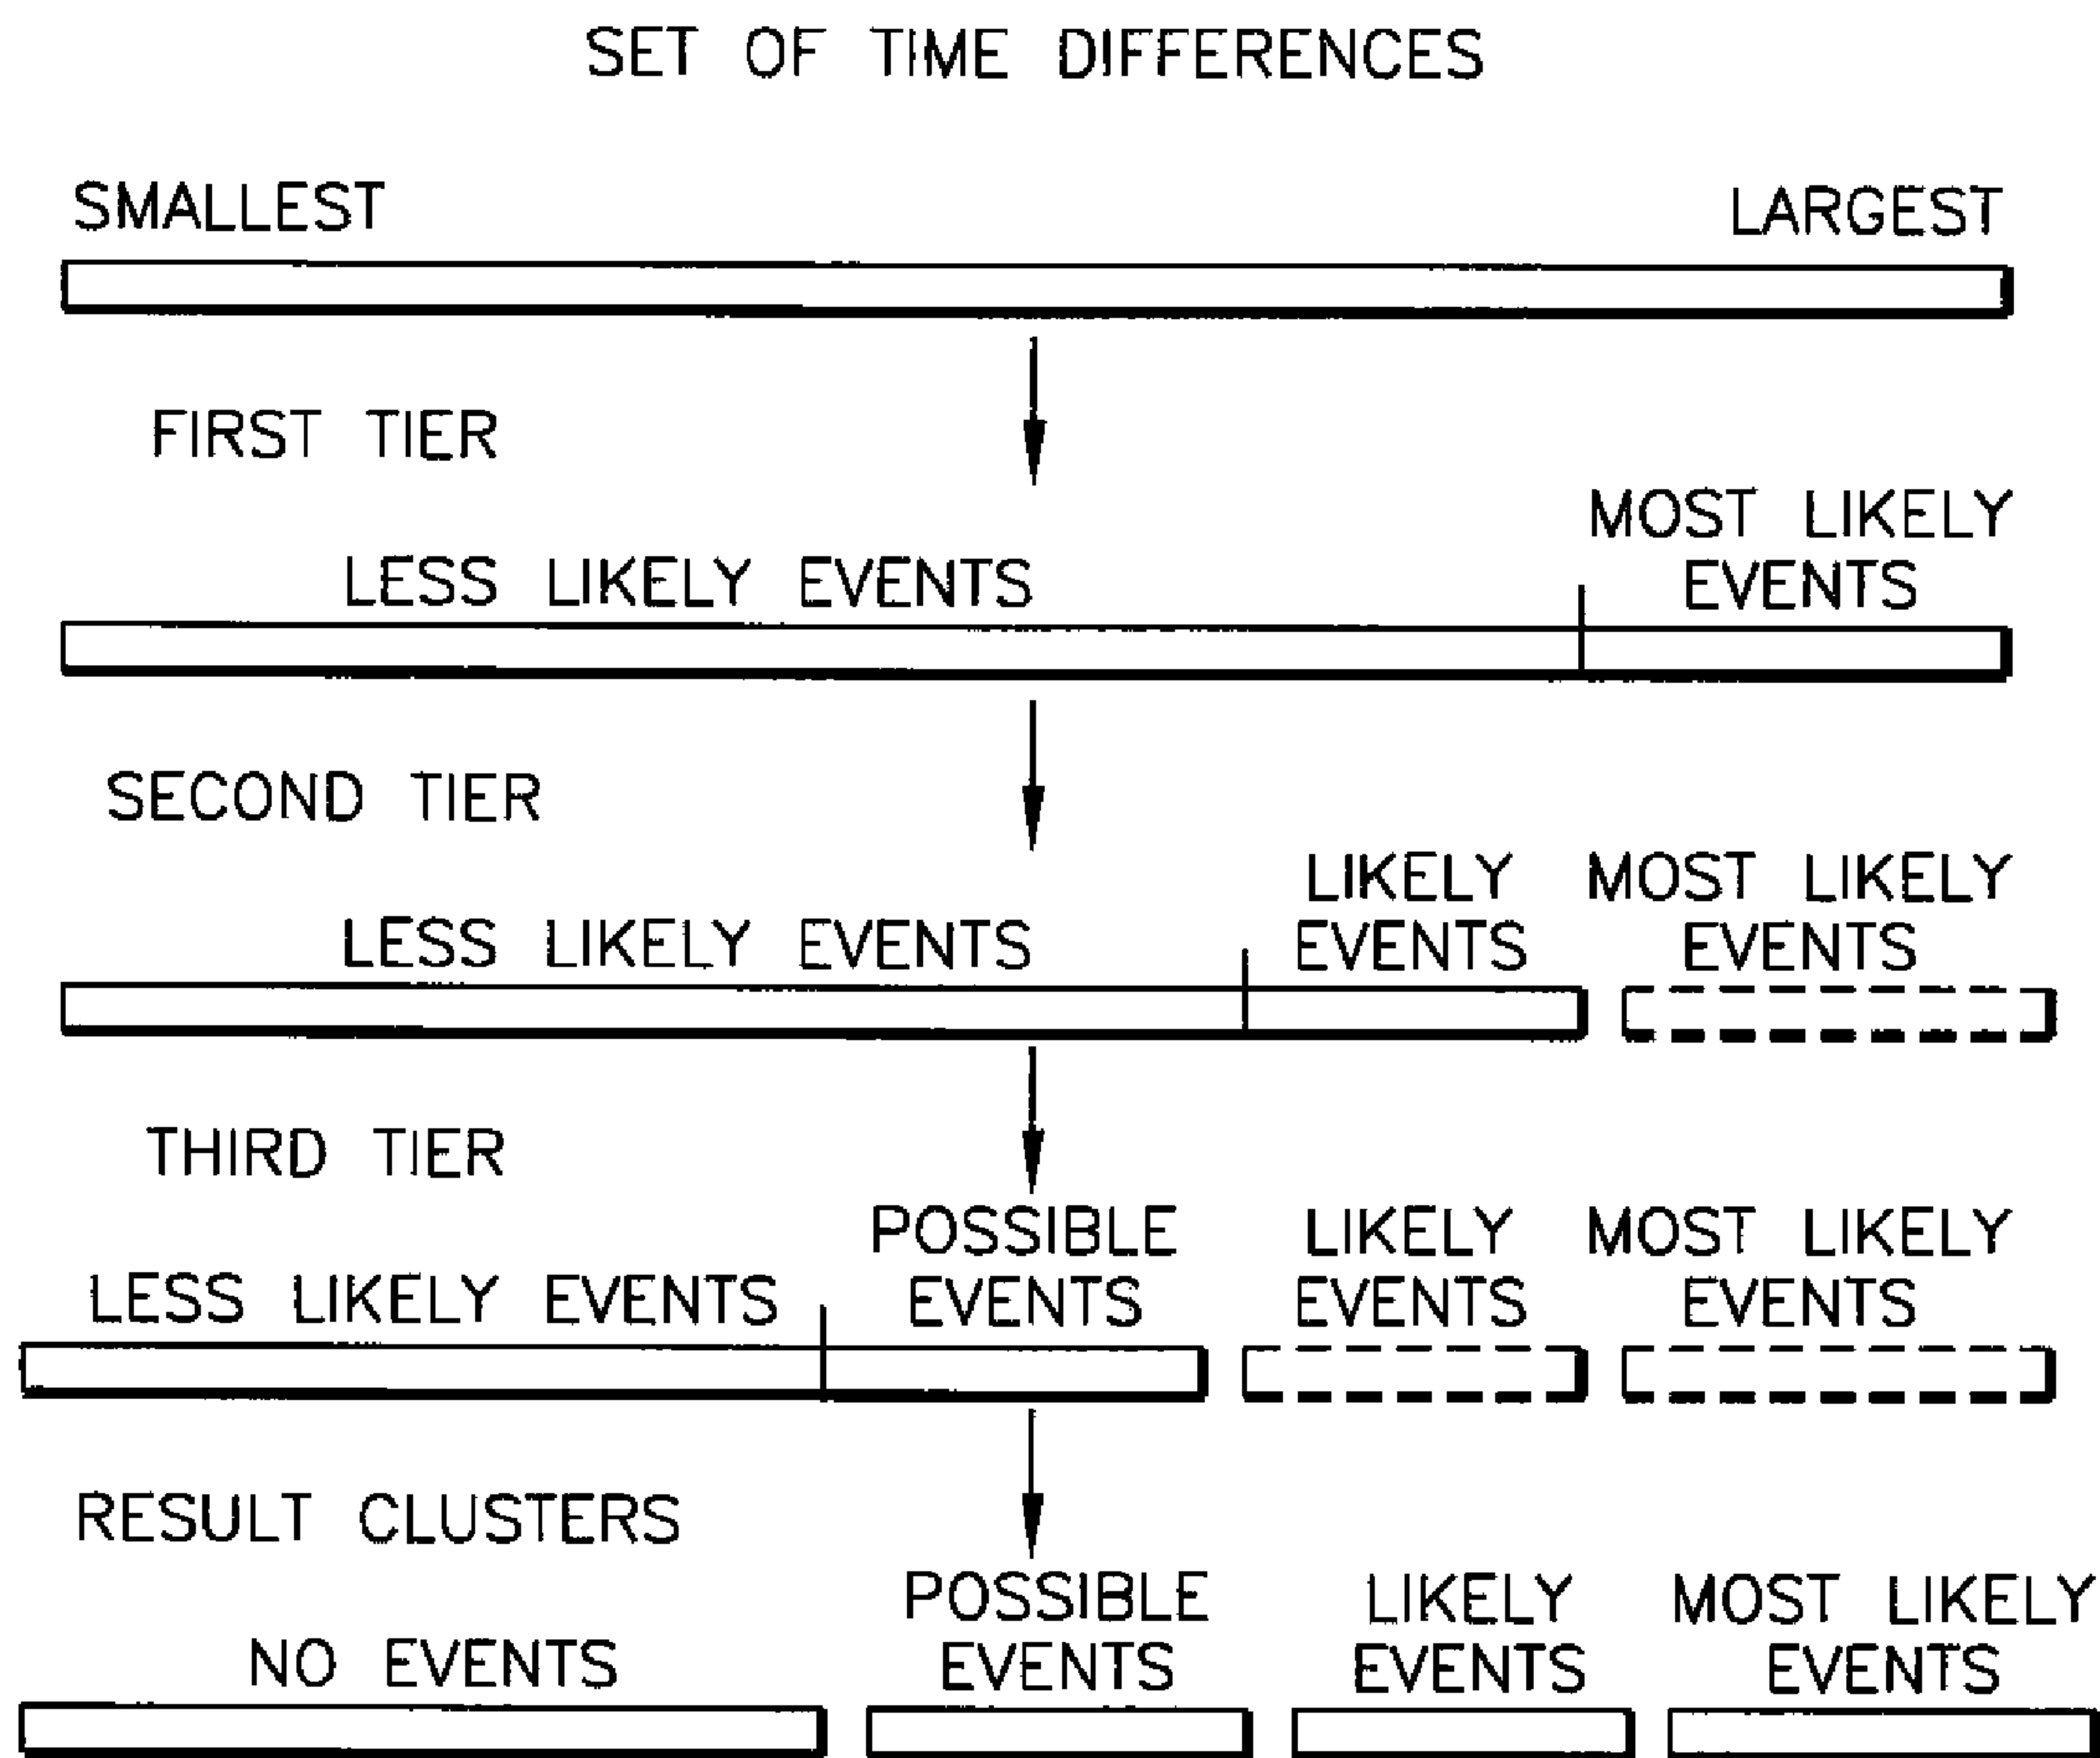 SET OF TIME DIFFERENCES
SMALLEST LARGEST
FIRST TIER
MOST LIKELY
LESS LIKELY EVENTS EVENTS
SECOND TIER
LIKELY MOST LIKELY
LESS LIKELY EVENTS EVENTS EVENTS
THIRD TIER
POSSIBLE LIKELY MOST LIKELY
LESS LIKELY EVENTS EVENTS EVENTS EVENTS
RESULT CLUSTERS
POSSIBLE LIKELY MOST LIKELY
NO EVENTS EVENTS EVENTS EVENTS